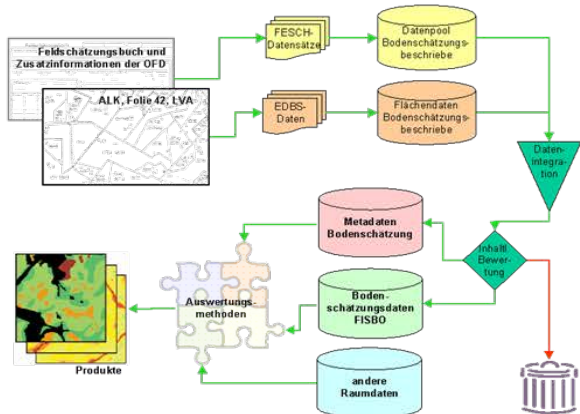 Feldschätzungsbuch und
Zusatzinformationen der OFD
ALK, Folie 42, LVA
FESCH-
Datensätze
Datenpool
Bodenschätzungs-
beschriebe
EDBS-
Daten
Flächendaten
Bodenschätzungs-
beschriebe
Daten-
integra-
tion
Inhaltl.
Bewer-
tung
Metadaten
Bodenschätzung
Boden-
schätzungsdaten
FISBO
andere
Raumdaten
Auswertungs-
methoden
Produkte